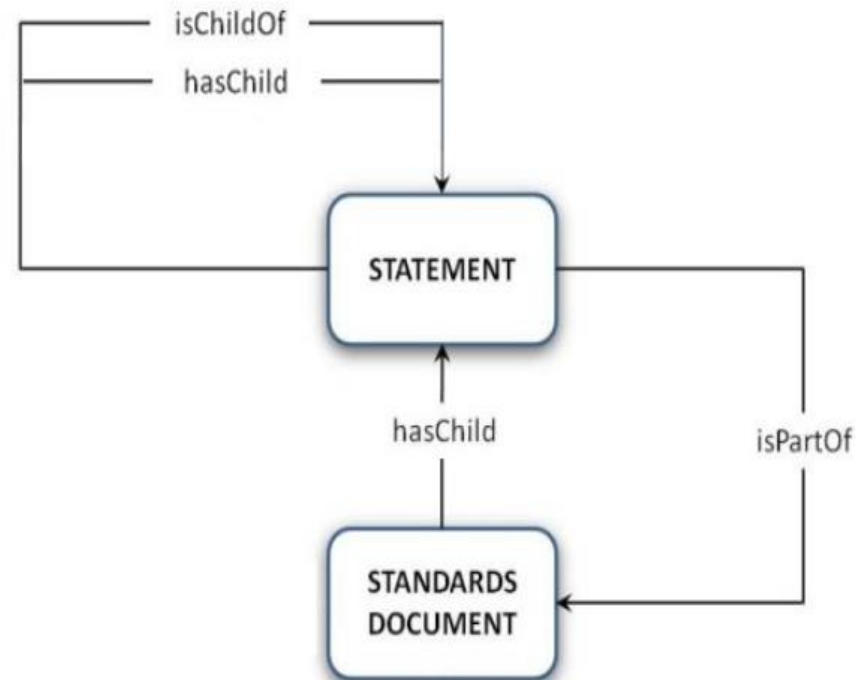 isChildOf
hasChild
STATEMENT
hasChild
isPartOf
STANDARDS
DOCUMENT